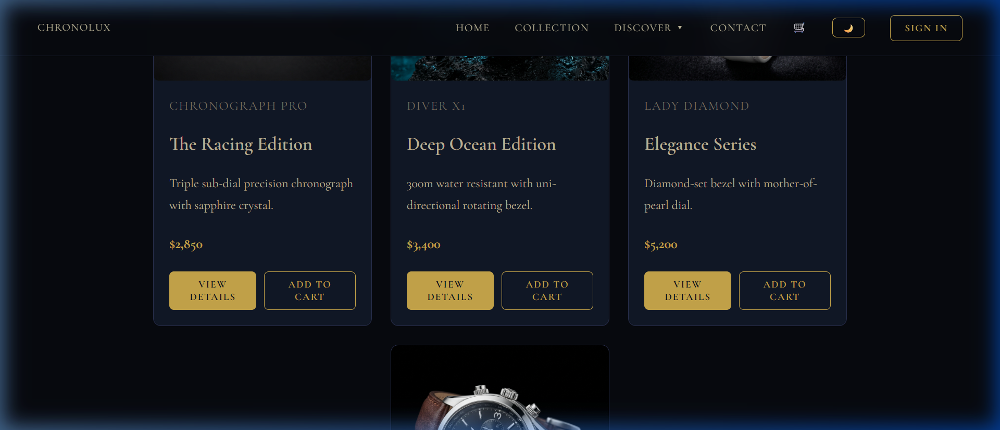 CHRONOLUX
HOME
COLLECTION
DISCOVER ▼
CONTACT
SIGN IN
CHRONOGRAPH PRO
The Racing Edition
Triple sub-dial precision chronograph
with sapphire crystal.
$2,850
VIEW
DETAILS
ADD TO
CART
DIVER X1
Deep Ocean Edition
300m water resistant with uni-
directional rotating bezel.
$3,400
VIEW
DETAILS
ADD TO
CART
LADY DIAMOND
Elegance Series
Diamond-set bezel with mother-of-
pearl dial.
$5,200
VIEW
DETAILS
ADD TO
CART
3